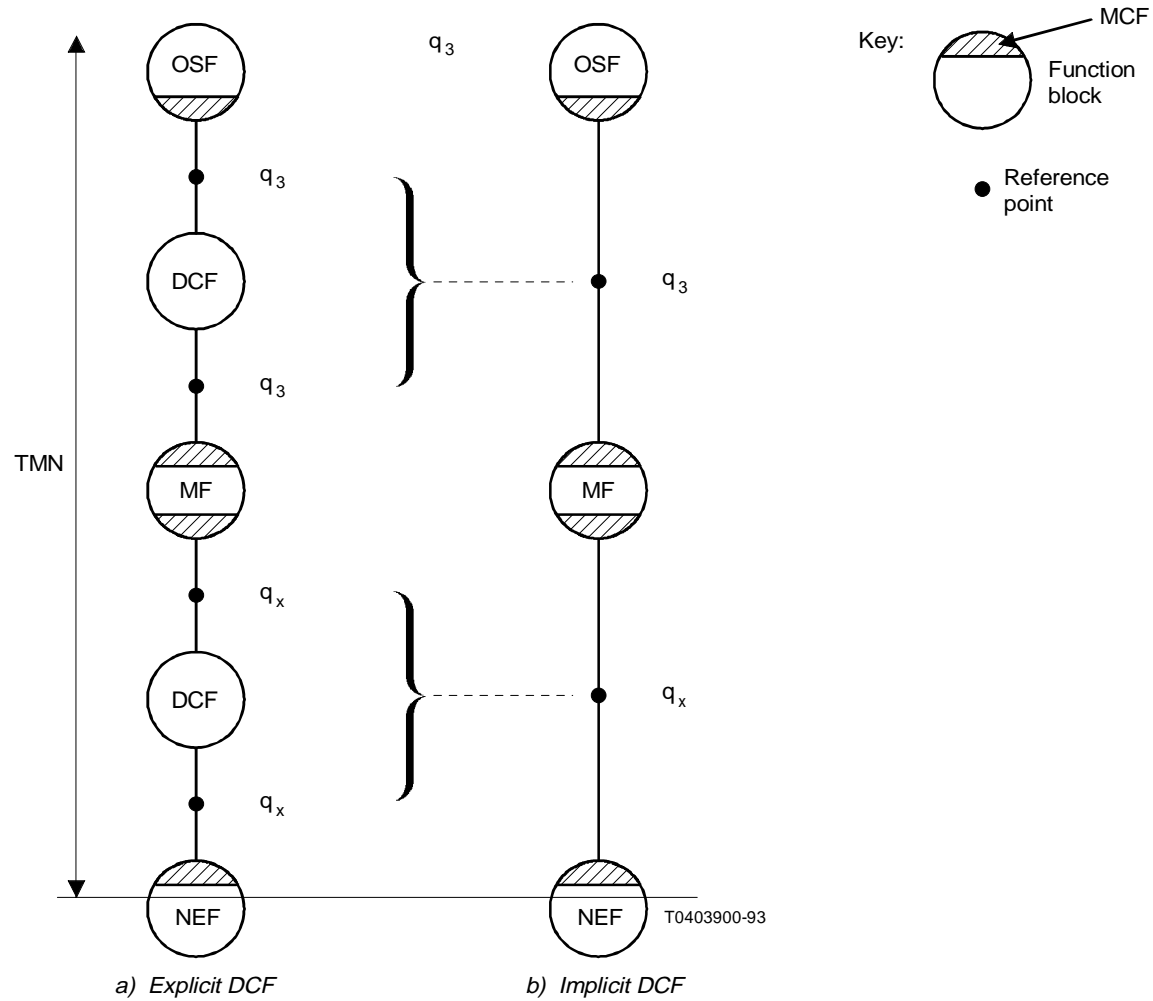 MCF
OSF
q3
OSF
Key:
Function
block
q3
Reference
point
DCF
q3
q3
TMN
MF
MF
qx
DCF
qx
qx
NEF
NEF
T0403900-93
a) Explicit DCF
b) Implicit DCF